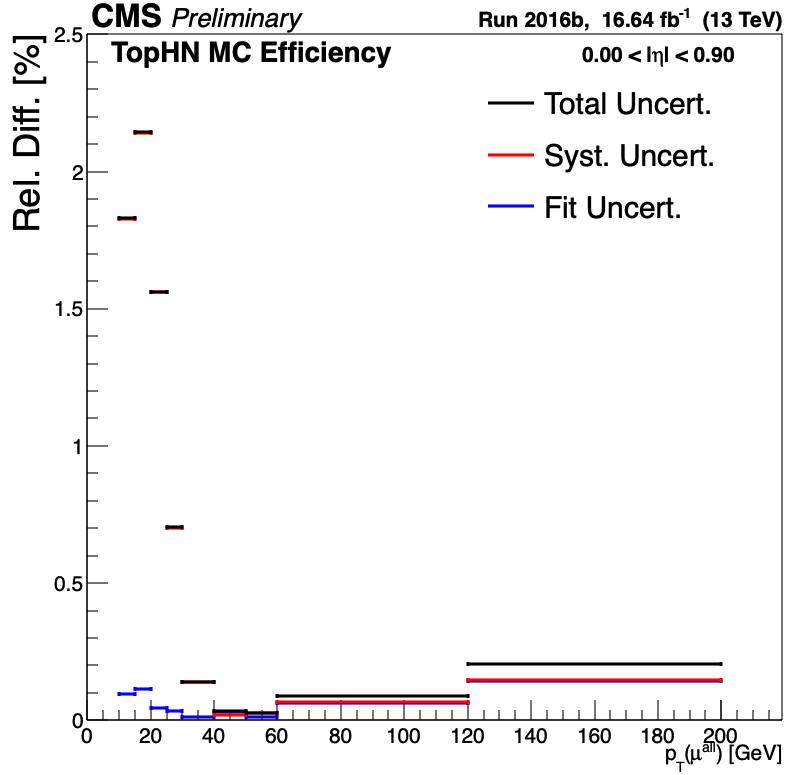 CMS Preliminary
Run 2016b, 16.64 fb⁻¹ (13 TeV)
TopHN MC Efficiency
0.00 < |η| < 0.90
Total Uncert.
Syst. Uncert.
Fit Uncert.
Rel. Diff. [%]
2.5
2
1.5
1
0.5
0
0 20 40 60 80 100 120 140 160 180 200
p_T(μ^all) [GeV]